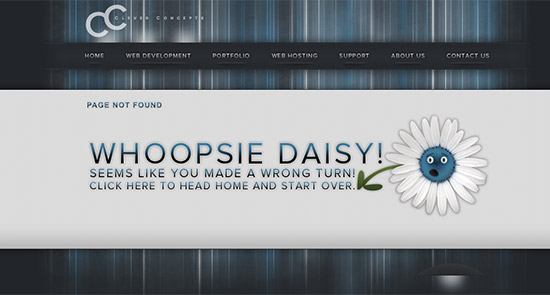 CC Clever Concepts
HOME WEB DEVELOPMENT PORTFOLIO WEB HOSTING SUPPORT ABOUT US CONTACT US
PAGE NOT FOUND
WHOOPSIE DAISY!
SEEMS LIKE YOU MADE A WRONG TURN!
CLICK HERE TO HEAD HOME AND START OVER.